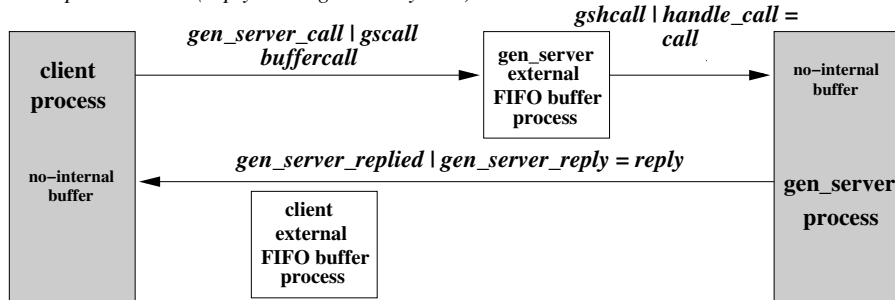 gen_server_call | gscall
buffercall
gshcall | handle_call =
call
client
process
gen_server
external
FIFO buffer
process
no−internal
buffer
gen_server_replied | gen_server_reply = reply
no−internal
buffer
gen_server
process
client
external
FIFO buffer
process